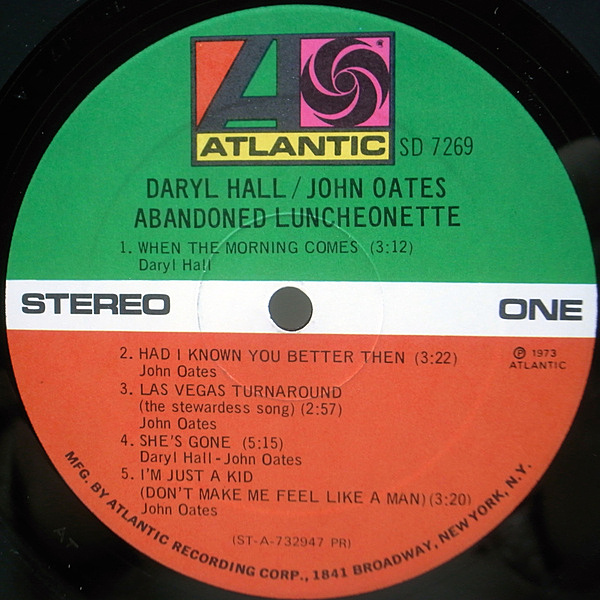 ATLANTIC
SD 7269
DARYL HALL / JOHN OATES
ABANDONED LUNCHEONETTE
1. WHEN THE MORNING COMES (3:12)
Daryl Hall
STEREO
ONE
2. HAD I KNOWN YOU BETTER THEN (3:22)
John Oates
℗ 1973
ATLANTIC
3. LAS VEGAS TURNAROUND
(the stewardess song) (2:57)
John Oates
4. SHE'S GONE (5:15)
Daryl Hall - John Oates
5. I'M JUST A KID
(DON'T MAKE ME FEEL LIKE A MAN) (3:20)
John Oates
(ST-A-732947 PR)
MFG. BY ATLANTIC RECORDING CORP., 1841 BROADWAY, NEW YORK, N.Y.
AT